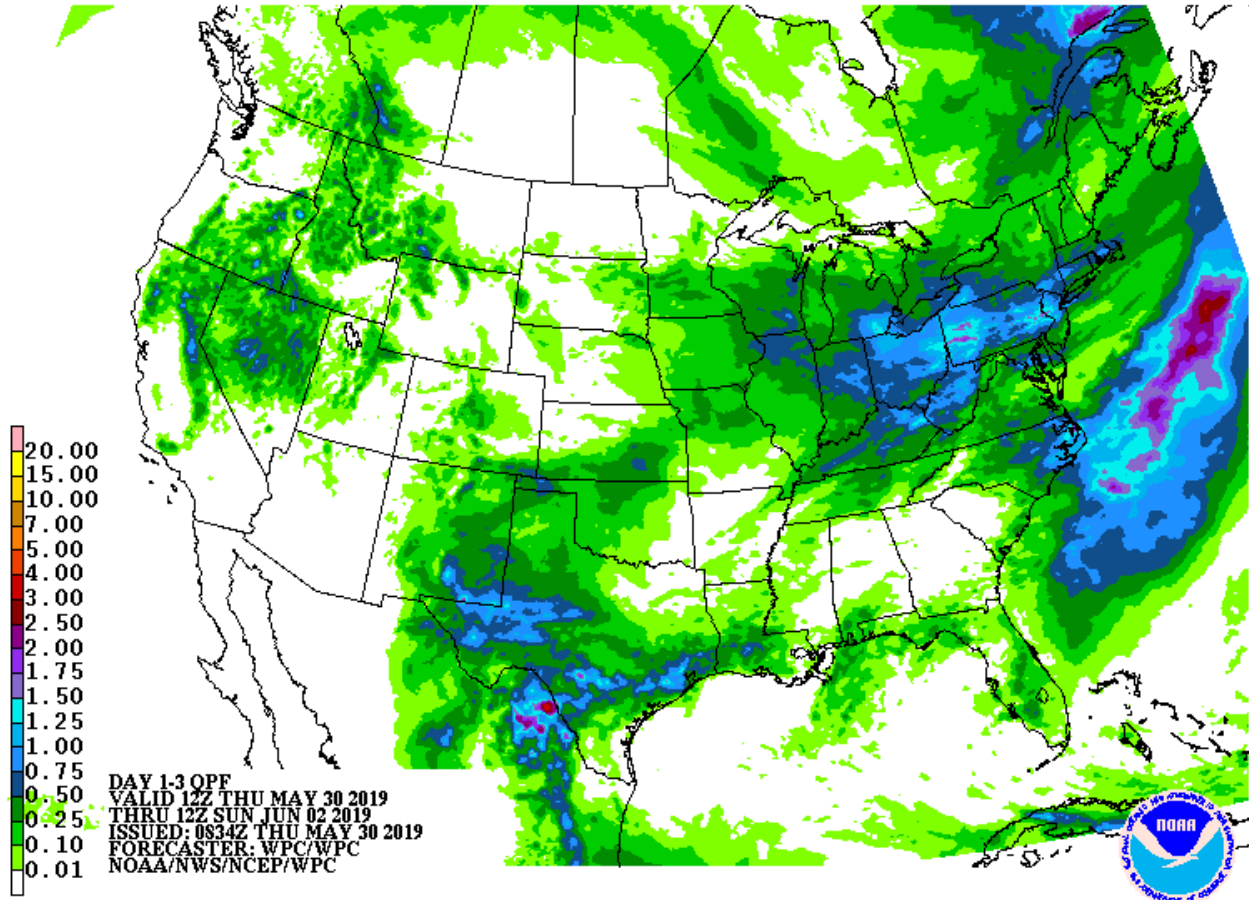 20.00
15.00
10.00
7.00
5.00
4.00
3.00
2.50
2.00
1.75
1.50
1.25
1.00
0.75
0.50
0.25
0.10
0.01
DAY 1-3 QPF
VALID 12Z THU MAY 30 2019
THRU 12Z SUN JUN 02 2019
ISSUED: 0834Z THU MAY 30 2019
FORECASTER: WPC/WPC
NOAA/NWS/NCEP/WPC
NOAA